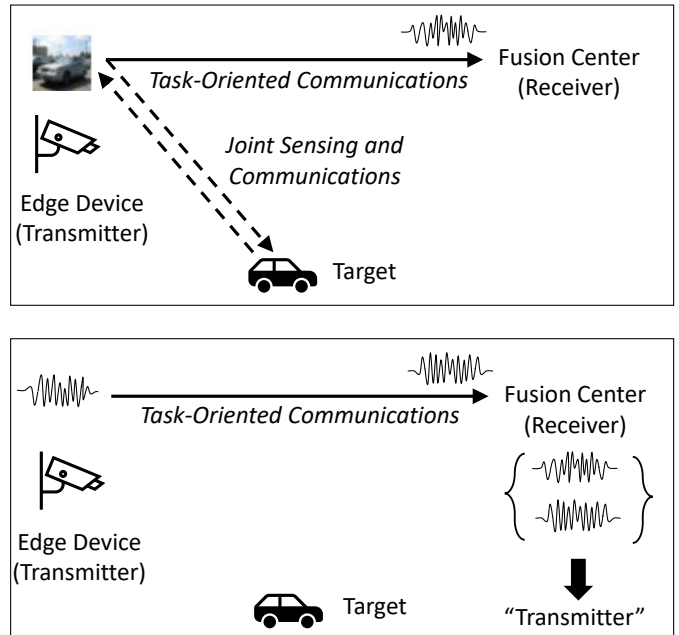 Task-Oriented Communications
Fusion Center
(Receiver)
Joint Sensing and
Communications
Edge Device
(Transmitter)
Target
Task-Oriented Communications
Fusion Center
(Receiver)
Edge Device
(Transmitter)
Target
“Transmitter”